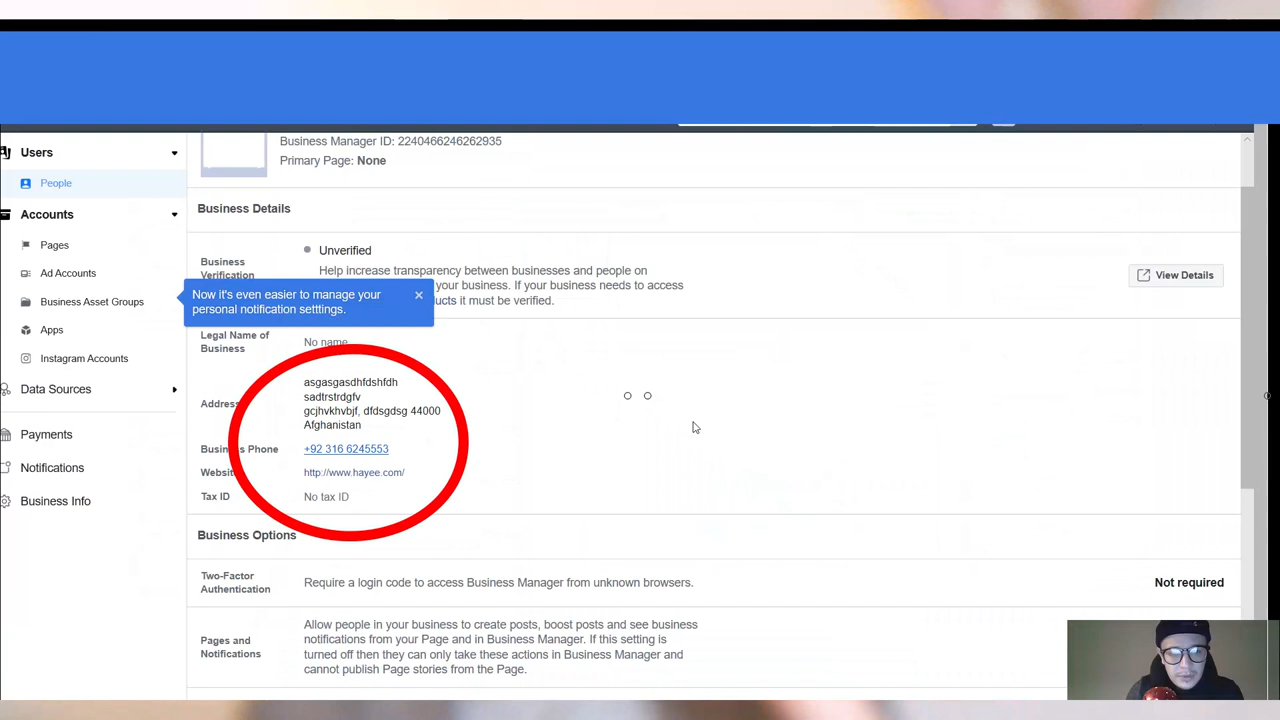 Business Manager ID: 2240466246262935
Primary Page: None
Users
People
Accounts
Pages
Ad Accounts
Business Asset Groups
Apps
Instagram Accounts
Data Sources
Payments
Notifications
Business Info
Business Details
Business
Verification
Unverified
Help increase transparency between businesses and people on
your business. If your business needs to access
ucts it must be verified.
View Details
Now it's even easier to manage your
personal notification setttings.
Legal Name of
Business
No name
Address
asgasgasdhfdshfdh
sadtrstrdgfv
gcjhvkhvbjf, dfdsgdsg 44000
Afghanistan
Business Phone
+92 316 6245553
Website
http://www.hayee.com/
Tax ID
No tax ID
Business Options
Two-Factor
Authentication
Require a login code to access Business Manager from unknown browsers.
Not required
Pages and
Notifications
Allow people in your business to create posts, boost posts and see business
notifications from your Page and in Business Manager. If this setting is
turned off then they can only take these actions in Business Manager and
cannot publish Page stories from the Page.